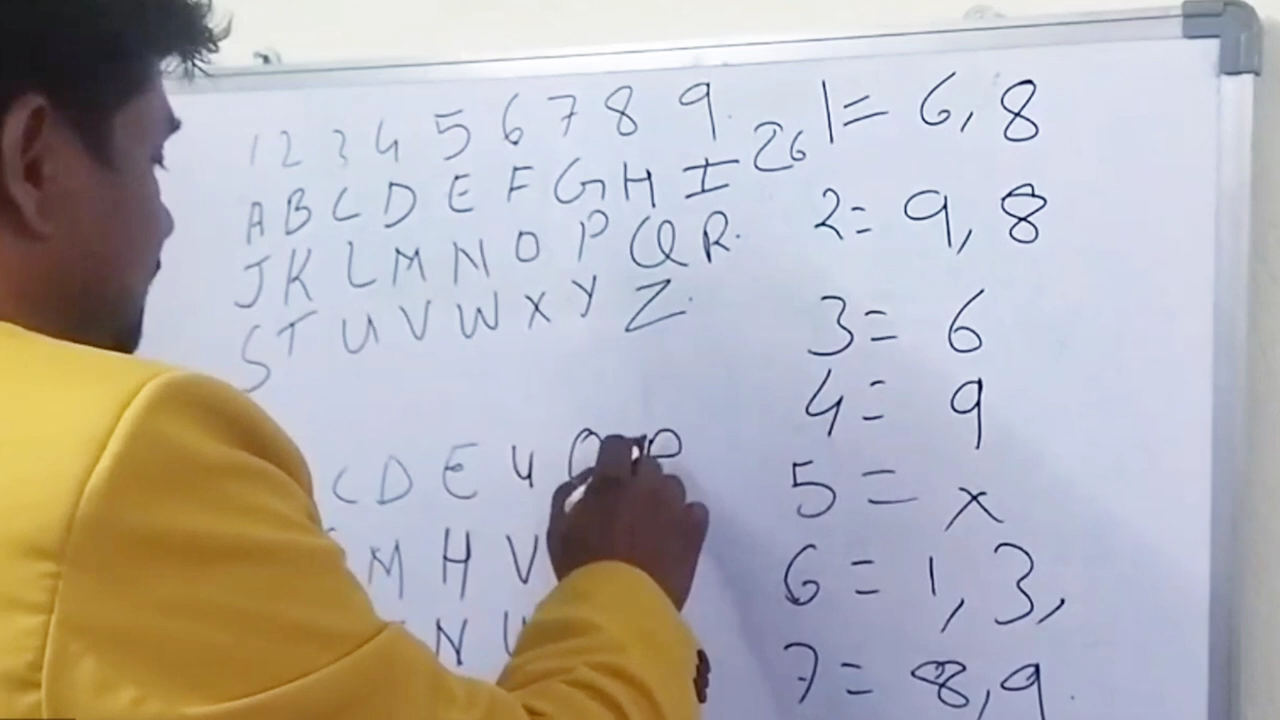 1 2 3 4 5 6 7 8 9
A B C D E F G H I
J K L M N O P Q R
S T U V W X Y Z
26
C D E U O P
M H V
N
1 = 6, 8
2 = 9, 8
3 = 6
4 = 9
5 = x
6 = 1, 3,
7 = 8, 9